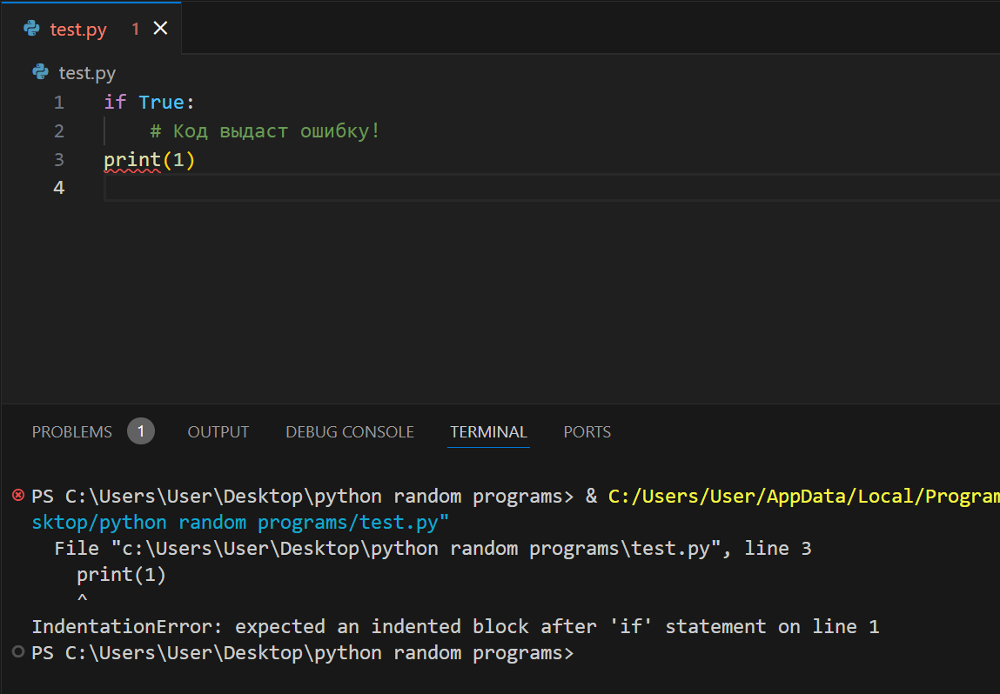 test.py 1
test.py
1 if True:
2 # Код выдаст ошибку!
3 print(1)
4
PROBLEMS 1 OUTPUT DEBUG CONSOLE TERMINAL PORTS
PS C:\Users\User\Desktop\python random programs> & C:/Users/User/AppData/Local/Program
sktop/python random programs/test.py"
File "c:\Users\User\Desktop\python random programs\test.py", line 3
print(1)
^
IndentationError: expected an indented block after 'if' statement on line 1
PS C:\Users\User\Desktop\python random programs>